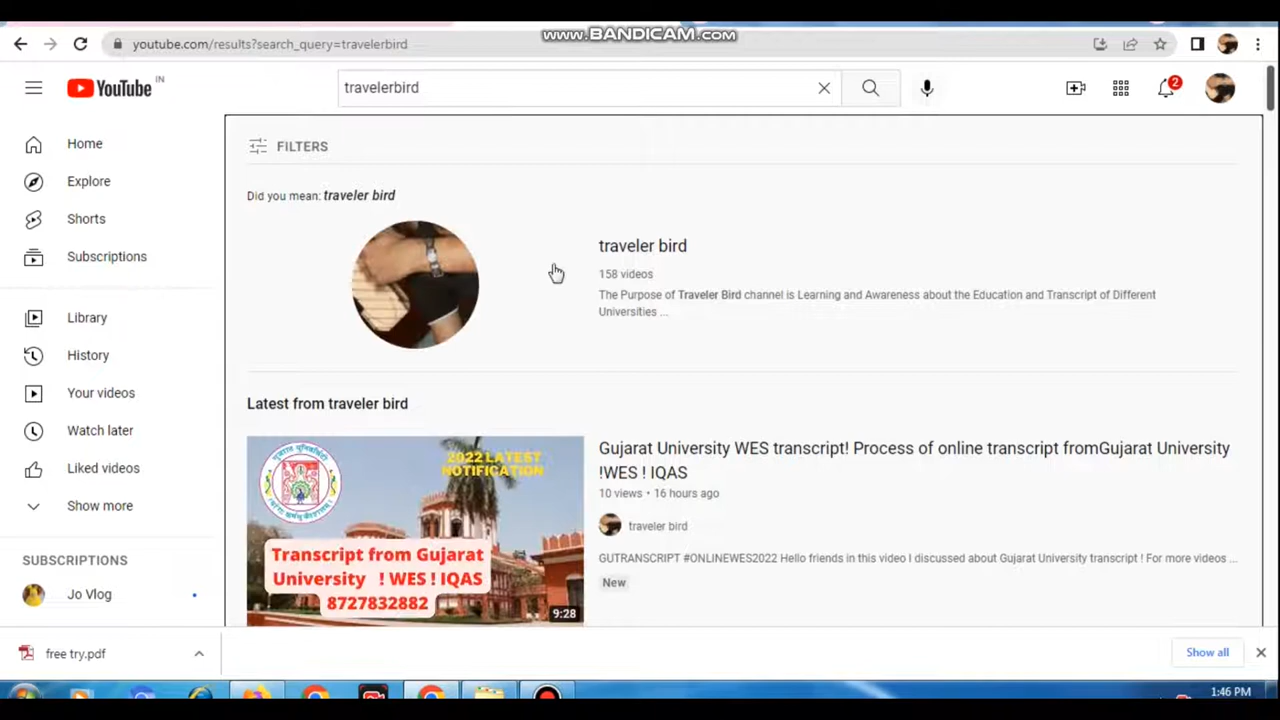 www.BANDICAM.com
youtube.com/results?search_query=travelerbird
YouTube IN
travelerbird
2
Home
Explore
Shorts
Subscriptions
Library
History
Your videos
Watch later
Liked videos
Show more
SUBSCRIPTIONS
Jo Vlog
FILTERS
Did you mean: traveler bird
traveler bird
158 videos
The Purpose of Traveler Bird channel is Learning and Awareness about the Education and Transcript of Different
Universities ...
Latest from traveler bird
2022 LATEST
NOTIFICATION
Transcript from Gujarat
University ! WES ! IQAS
8727832882
9:28
Gujarat University WES transcript! Process of online transcript fromGujarat University
!WES ! IQAS
10 views • 16 hours ago
traveler bird
GUTRANSCRIPT #ONLINEWES2022 Hello friends in this video I discussed about Gujarat University transcript ! For more videos ...
New
free try.pdf
Show all
1:46 PM